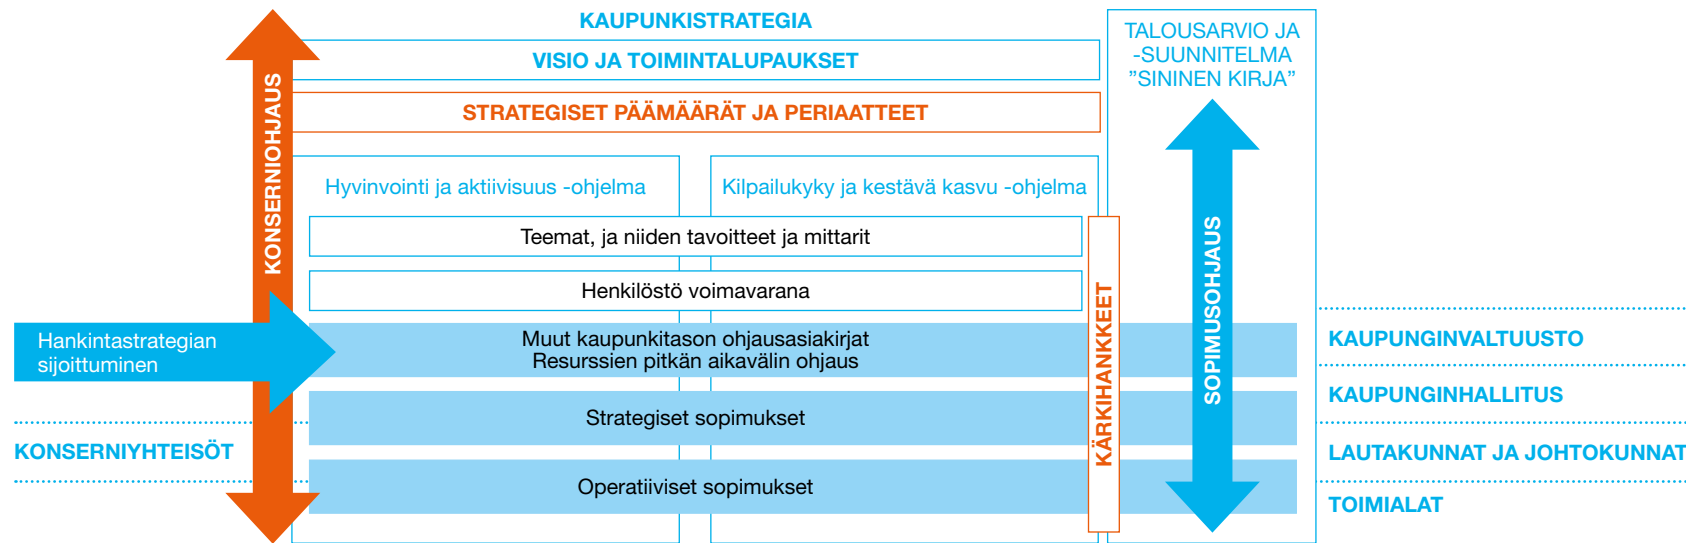 KAUPUNKISTRATEGIA
VISIO JA TOIMINTALUPAUKSET
STRATEGISET PÄÄMÄÄRÄT JA PERIAATTEET
TALOUSARVIO JA
-SUUNNITELMA
”SININEN KIRJA”
KONSERNIOHJAUS
Hyvinvointi ja aktiivisuus -ohjelma
Kilpailukyky ja kestävä kasvu -ohjelma
Teemat, ja niiden tavoitteet ja mittarit
Henkilöstö voimavarana
Hankintastrategian
sijoittuminen
Muut kaupunkitason ohjausasiakirjat
Resurssien pitkän aikavälin ohjaus
Strategiset sopimukset
Operatiiviset sopimukset
KÄRKIHANKKEET
SOPIMUSOHJAUS
KONSERNIYHTEISÖT
KAUPUNGINVALTUUSTO
KAUPUNGINHALLITUS
LAUTAKUNNAT JA JOHTOKUNNAT
TOIMIALAT